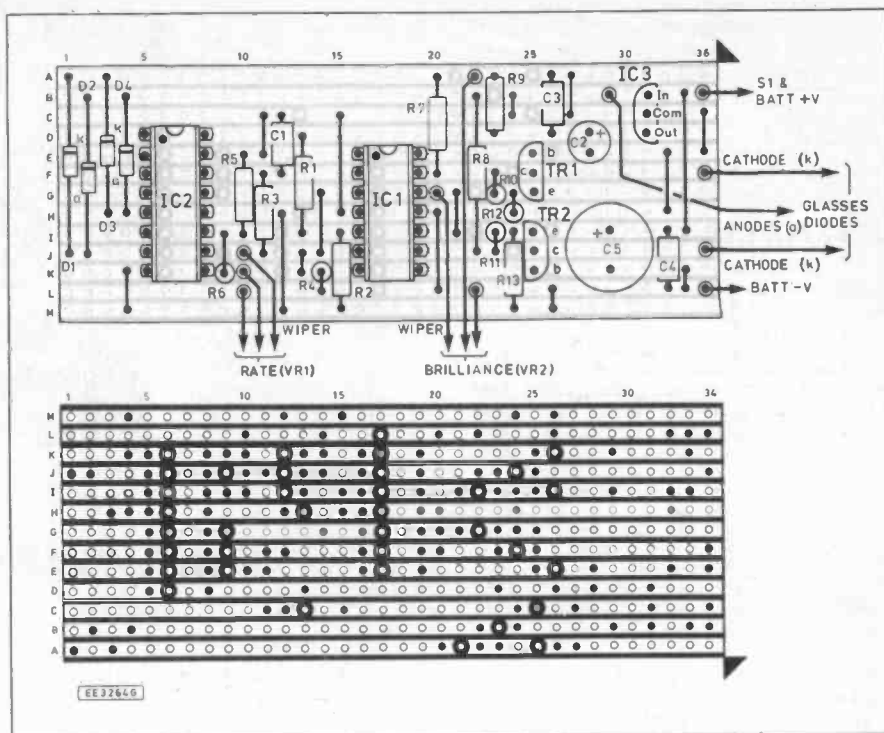 1 5 10 15 20 25 30 36
A
B
C
D
E
F
G
H
I
J
K
L
M
D2 D4
k k
a a
D3
D1
IC2
R5
C1
R3
R1
R6
R4
R2
IC1
R7
R9
R8
R10
R12
R11
R13
C3
C2 +
b
c TR1
e
TR2
e
c
b
+ C5
C4
IC3
In
Com
Out
S1 &
BATT +V
CATHODE (k)
GLASSES
DIODES
ANODES (a)
CATHODE (k)
BATT-V
WIPER
RATE(VR1)
WIPER
BRILLIANCE(VR2)
1 5 10 15 20 25 30 34
M
L
K
J
I
H
G
F
E
D
C
B
A
EE3264G